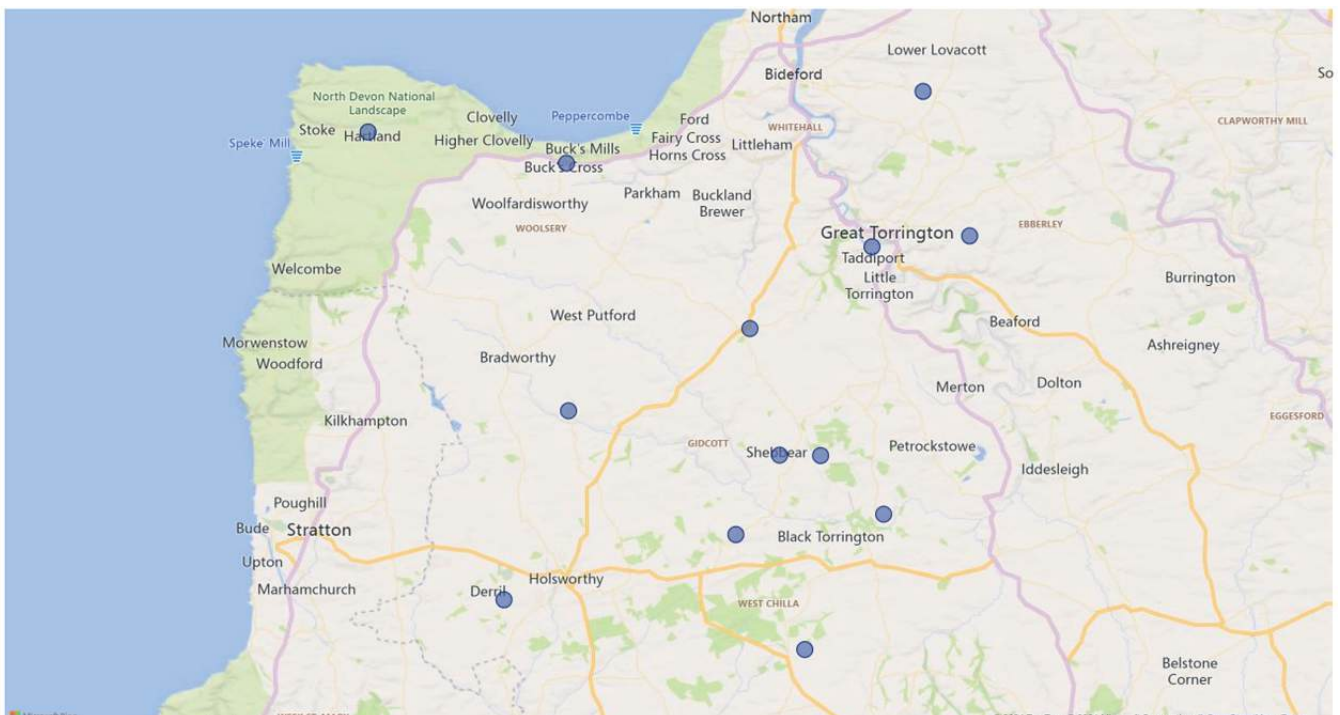 Northam
Lower Lovacott
Bideford
So
North Devon National
Landscape
Clovelly
Peppercombe
Ford
Stoke
Hartland
Higher Clovelly
Buck's Mills
Fairy Cross
WHITEHALL
CLAPWORTHY MILL
Speke Mill
Horns Cross
Littleham
Buck's Cross
Woolfardisworthy
Parkham
Buckland
Brewer
WOOLSERY
Great Torrington
EBBERLEY
Taddiport
Welcombe
Little
Torrington
Burrington
West Putford
Beaford
Morwenstow
Woodford
Bradworthy
Ashreigney
Merton
Dolton
Kilkhampton
EGGESFORD
GIDCOTT
Shebbear
Petrockstowe
Iddesleigh
Poughill
Bude
Stratton
Black Torrington
Upton
Marhamchurch
Holsworthy
Derril
WEST CHILLA
Belstone
Corner